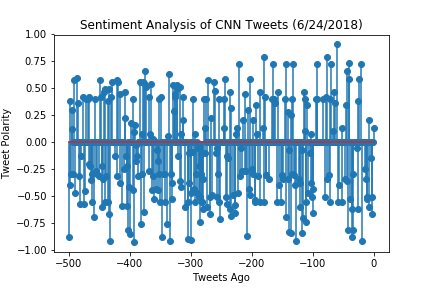 Sentiment Analysis of CNN Tweets (6/24/2018)
1.00
0.75
0.50
0.25
0.00
−0.25
−0.50
−0.75
−1.00
Tweet Polarity
−500 −400 −300 −200 −100 0
Tweets Ago